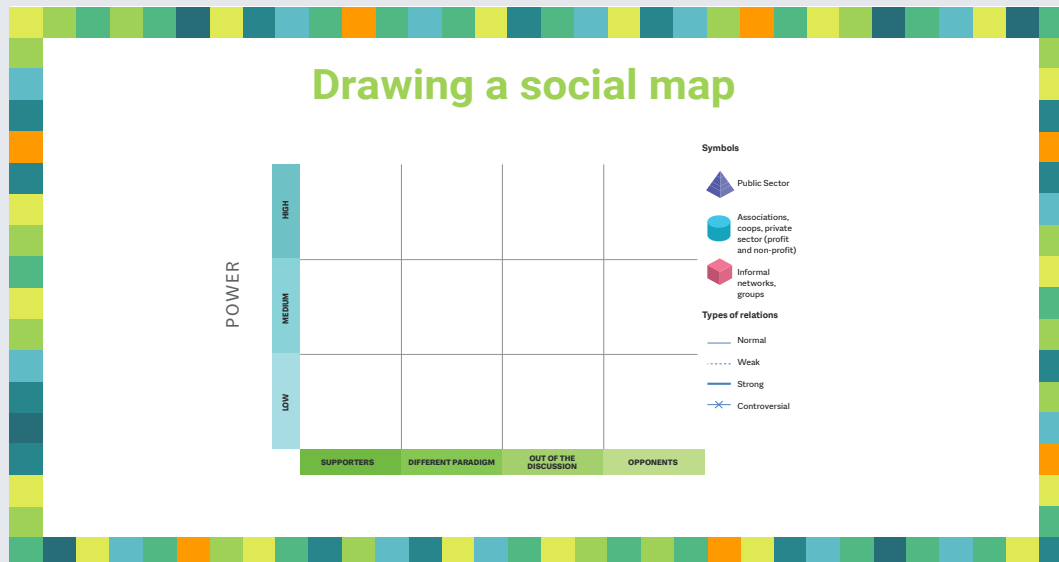 Drawing a social map
Symbols
Public Sector
Associations,
coops, private
sector (profit
and non-profit)
Informal
networks,
groups
Types of relations
Normal
Weak
Strong
Controversial
POWER
HIGH
MEDIUM
LOW
SUPPORTERS
DIFFERENT PARADIGM
OUT OF THE
DISCUSSION
OPPONENTS